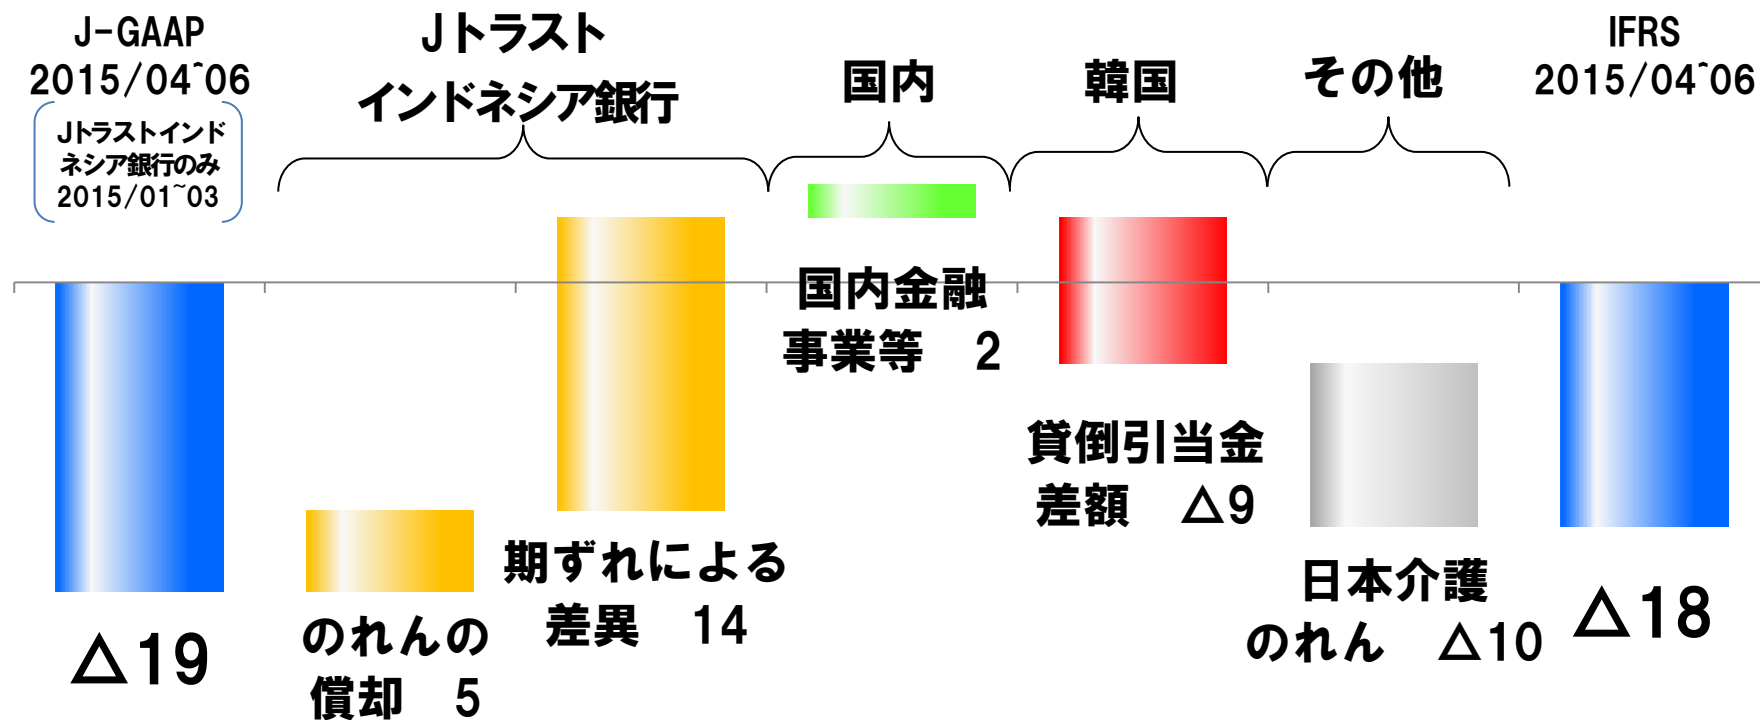 J-GAAP
2015/04~06
Jトラストインド
ネシア銀行のみ
2015/01~03
Jトラスト
インドネシア銀行
国内
韓国
その他
IFRS
2015/04~06
国内金融
事業等 2
貸倒引当金
差額 △9
期ずれによる
差異 14
日本介護
のれん △10
△18
のれんの
償却 5
△19